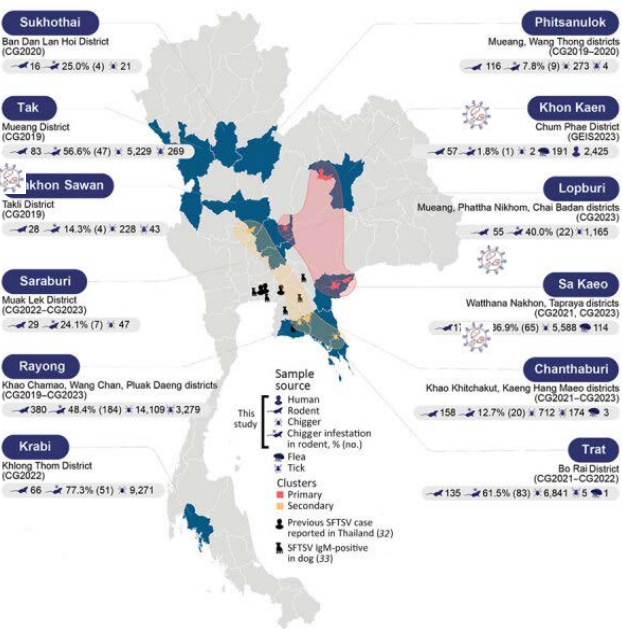 Sukhothai
Ban Dan Lan Hoi District
(CG2020)
16 25.0% (4) 21
Tak
Mueang District
(CG2019)
83 56.6% (47) 5,229 269
akhon Sawan
Takli District
(CG2019)
28 14.3% (4) 228 43
Saraburi
Muak Lek District
(CG2022–CG2023)
29 24.1% (7) 47
Rayong
Khao Chamao, Wang Chan, Pluak Daeng districts
(CG2019–CG2023)
380 48.4% (184) 14,109 3,279
Krabi
Khlong Thom District
(CG2022)
66 77.3% (51) 9,271
Phitsanulok
Mueang, Wang Thong districts
(CG2019–2020)
116 7.8% (9) 273 4
Khon Kaen
Chum Phae District
(GEIS2023)
57 1.8% (1) 2 191 2,425
Lopburi
Mueang, Phattha Nikhom, Chai Badan districts
(CG2023)
55 40.0% (22) 1,165
Sa Kaeo
Watthana Nakhon, Tapraya districts
(CG2021, CG2023)
6.9% (65) 5,588 114
Chanthaburi
Khao Khitchakut, Kaeng Hang Maeo districts
(CG2021–CG2023)
158 12.7% (20) 712 174 3
Trat
Bo Rai District
(CG2021–CG2022)
135 61.5% (83) 6,841 5 1
Sample
source
This
study
Human
Rodent
Chigger
Chigger infestation
in rodent, % (no.)
Flea
Tick
Clusters
Primary
Secondary
Previous SFTSV case
reported in Thailand (32)
SFTSV IgM-positive
in dog (33)